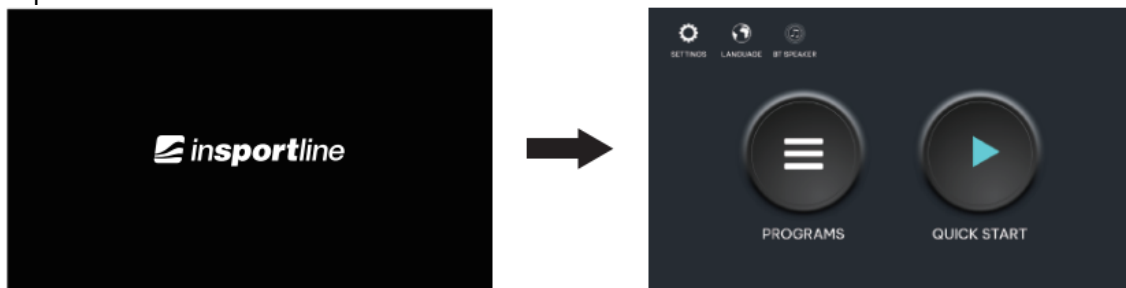 insportline
SETTINGS LANGUAGE BT SPEAKER
PROGRAMS QUICK START